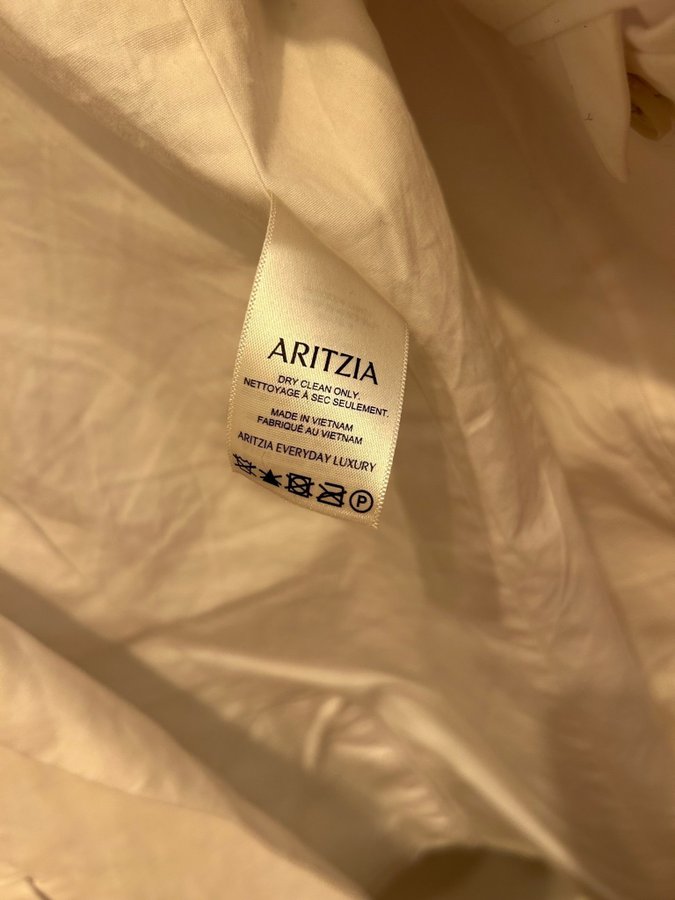 ARITZIA
DRY CLEAN ONLY.
NETTOYAGE À SEC SEULEMENT.
MADE IN VIETNAM
FABRIQUÉ AU VIETNAM
ARITZIA EVERYDAY LUXURY
P